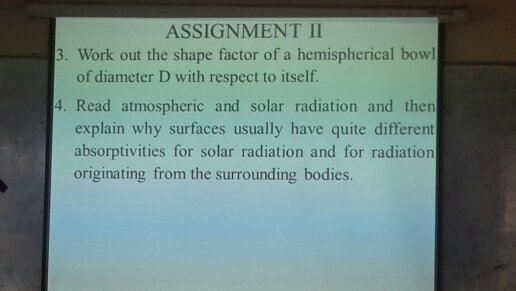 ASSIGNMENT II
3. Work out the shape factor of a hemispherical bowl
of diameter D with respect to itself.
4. Read atmospheric and solar radiation and then
explain why surfaces usually have quite different
absorptivities for solar radiation and for radiation
originating from the surrounding bodies.